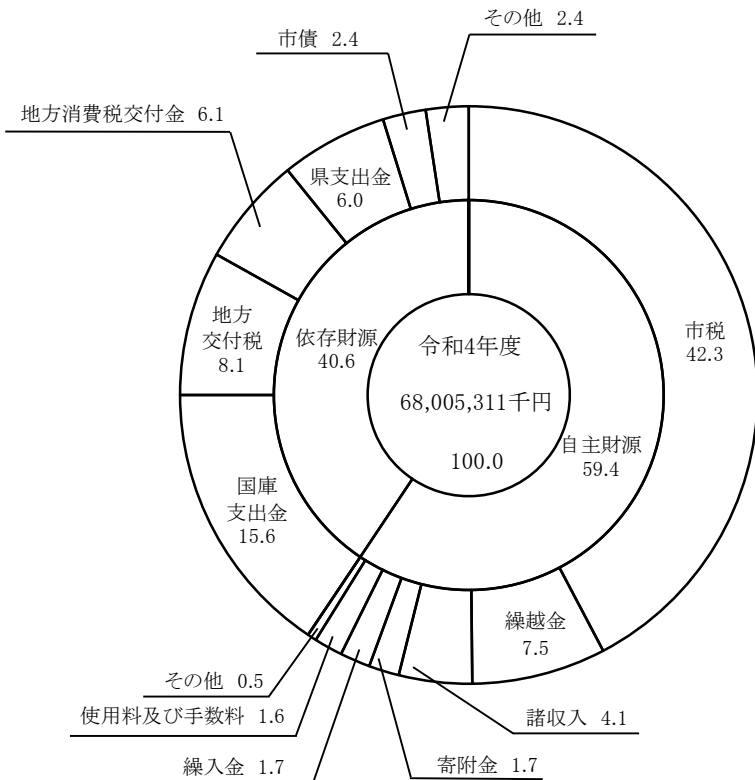 その他 2.4
市債 2.4
地方消費税交付金 6.1
県支出金
6.0
地方
交付税
8.1
依存財源
40.6
令和4年度
68,005,311千円
100.0
市税
42.3
自主財源
59.4
国庫
支出金
15.6
繰越金
7.5
その他 0.5
使用料及び手数料 1.6
諸収入 4.1
繰入金 1.7
寄附金 1.7